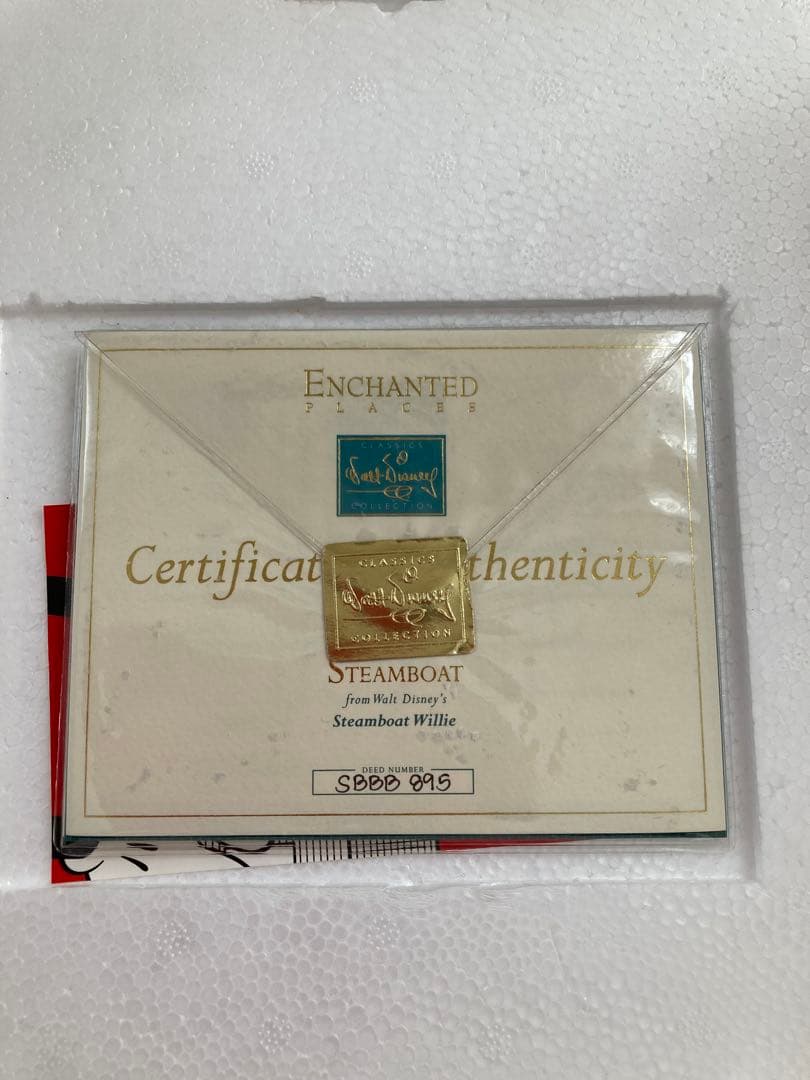 ENCHANTED
PLACES
CLASSICS
Walt Disney
COLLECTION
Certificat thenticity
CLASSICS
Walt Disney
COLLECTION
STEAMBOAT
from Walt Disney's
Steamboat Willie
DEED NUMBER
SBBB 895